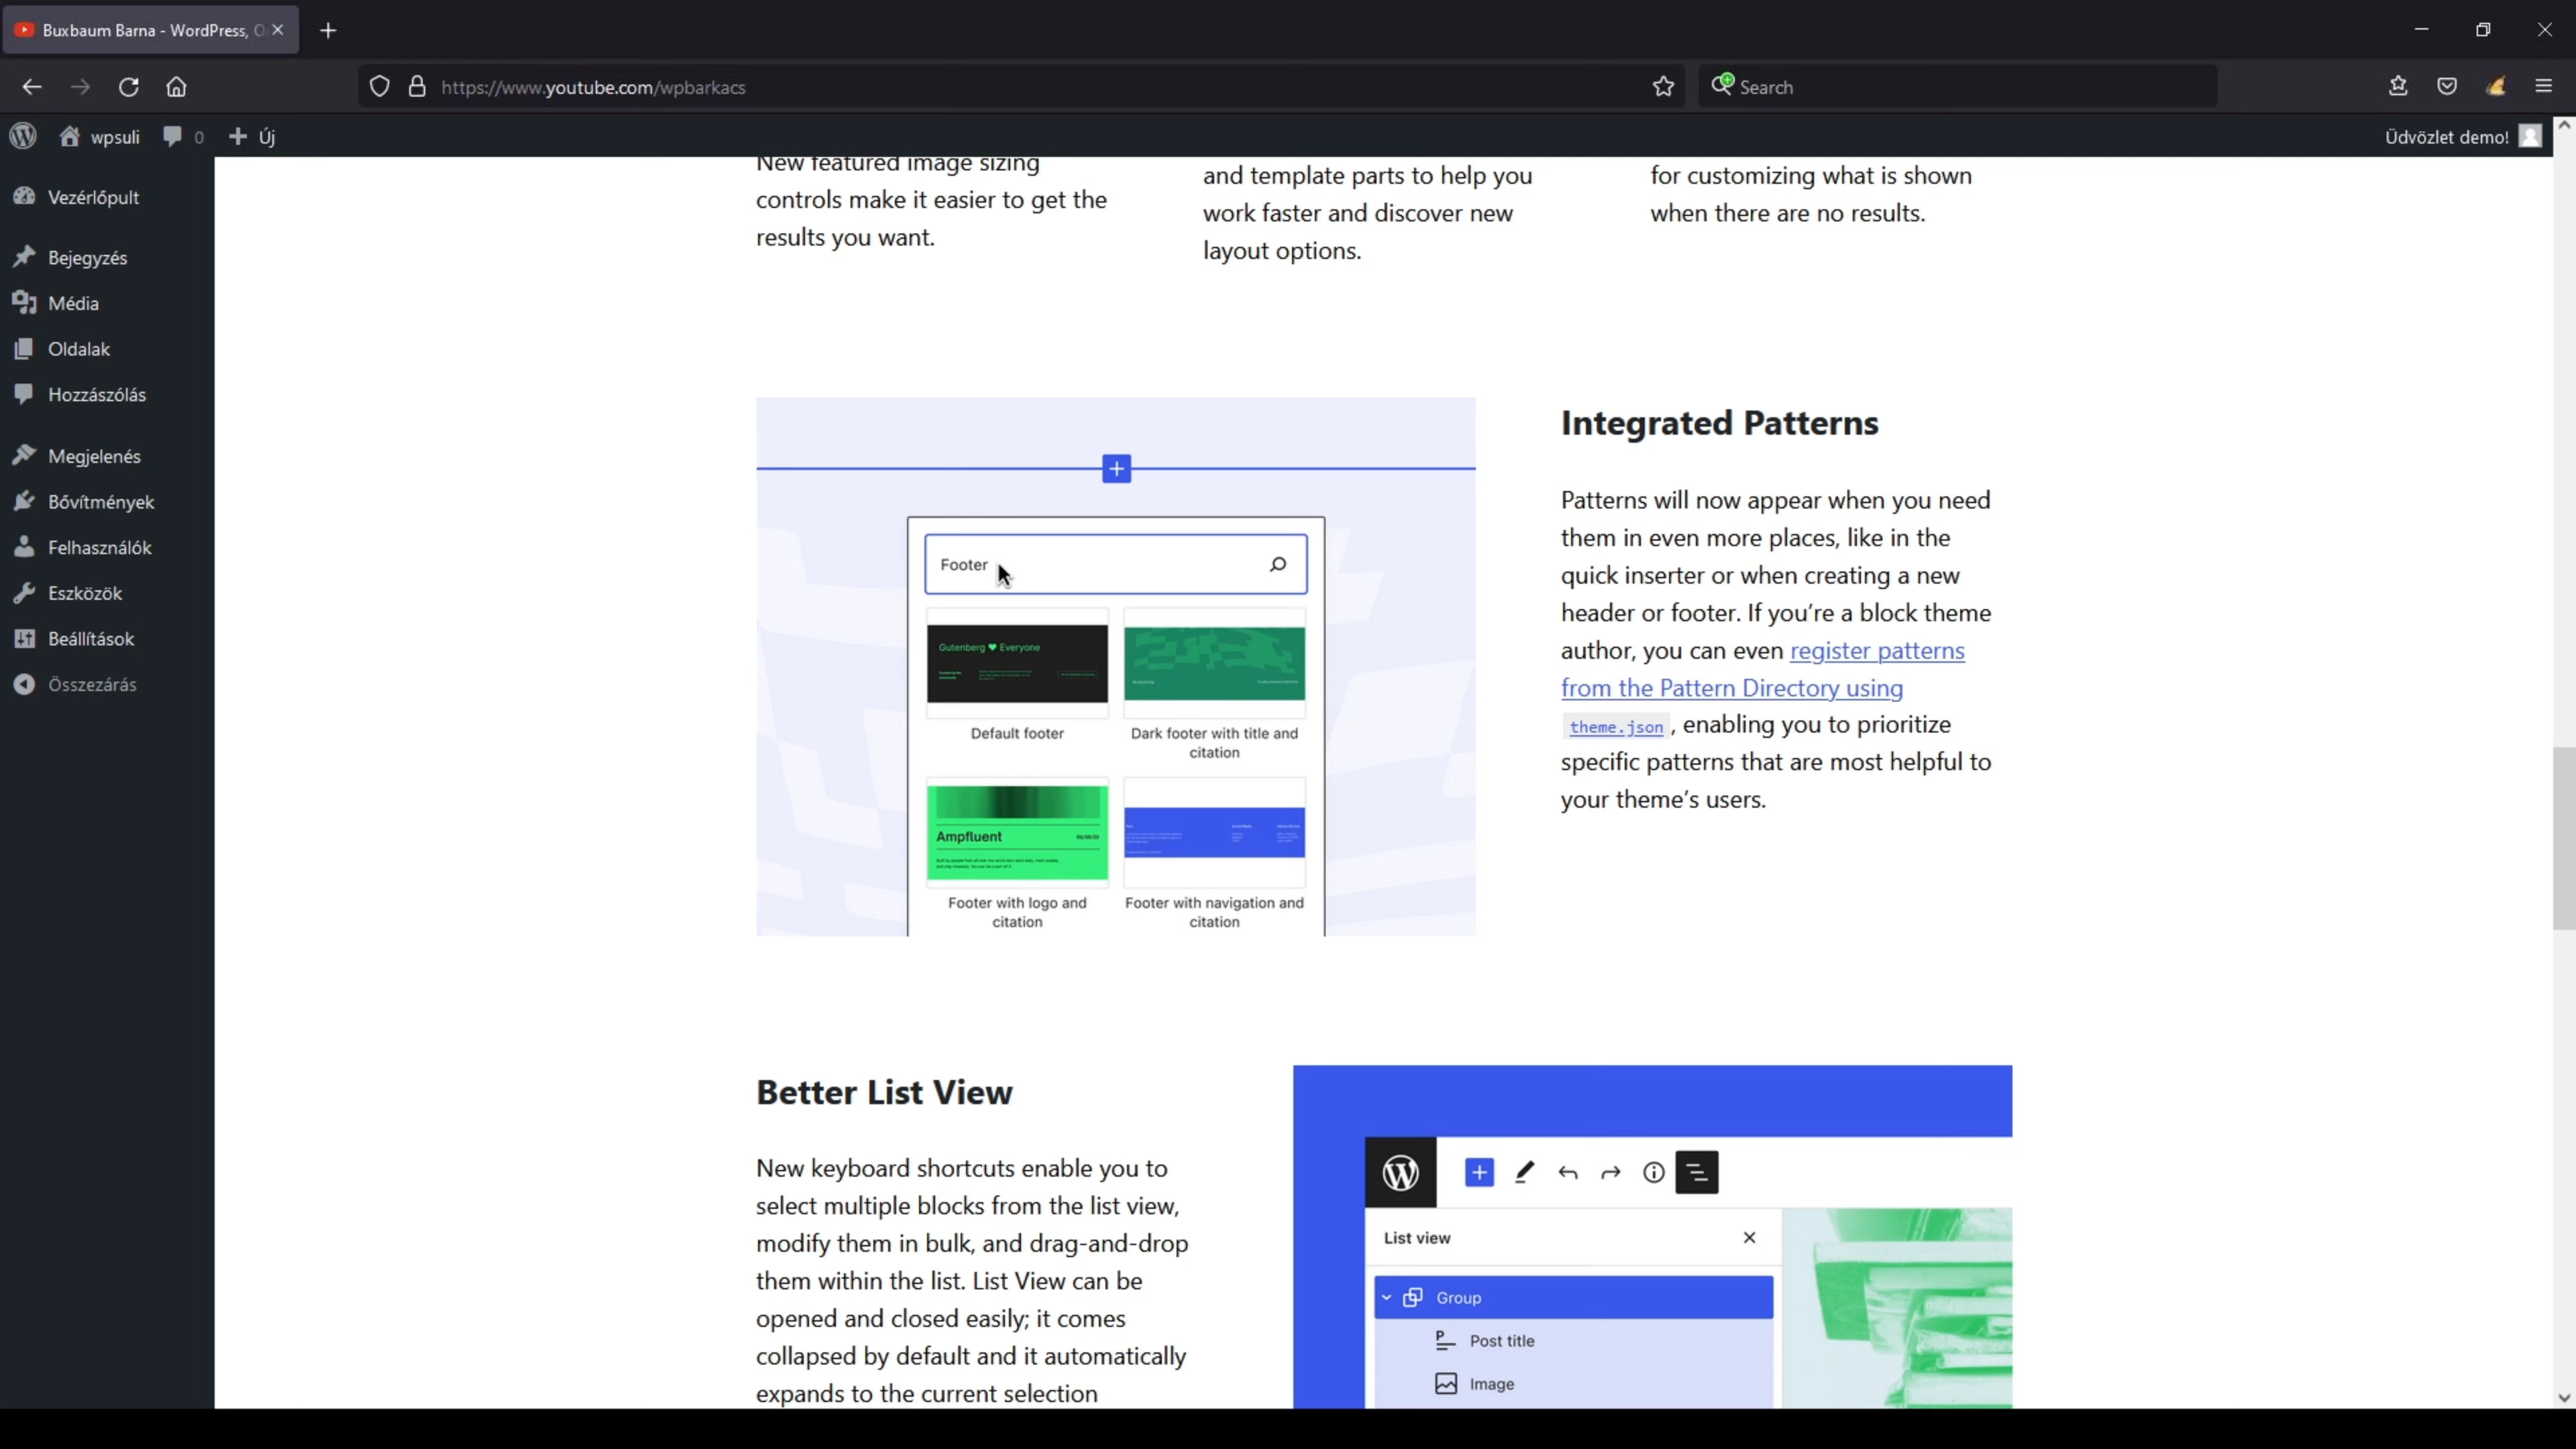 Buxbaum Barna - WordPress, O
https://www.youtube.com/wpbarkacs
Search
wpsuli
0
Új
Üdvözlet demo!
Vezérlőpult
Bejegyzés
Média
Oldalak
Hozzászólás
Megjelenés
Bővítmények
Felhasználók
Eszközök
Beállítások
Összezárás
New featured image sizing
controls make it easier to get the
results you want.
and template parts to help you
work faster and discover new
layout options.
for customizing what is shown
when there are no results.
Footer
Gutenberg ♥ Everyone
Default footer
Dark footer with title and
citation
Ampfluent
Footer with logo and
citation
Footer with navigation and
citation
Integrated Patterns
Patterns will now appear when you need
them in even more places, like in the
quick inserter or when creating a new
header or footer. If you’re a block theme
author, you can even register patterns
from the Pattern Directory using
theme.json, enabling you to prioritize
specific patterns that are most helpful to
your theme’s users.
Better List View
New keyboard shortcuts enable you to
select multiple blocks from the list view,
modify them in bulk, and drag-and-drop
them within the list. List View can be
opened and closed easily; it comes
collapsed by default and it automatically
expands to the current selection
List view
Group
Post title
Image